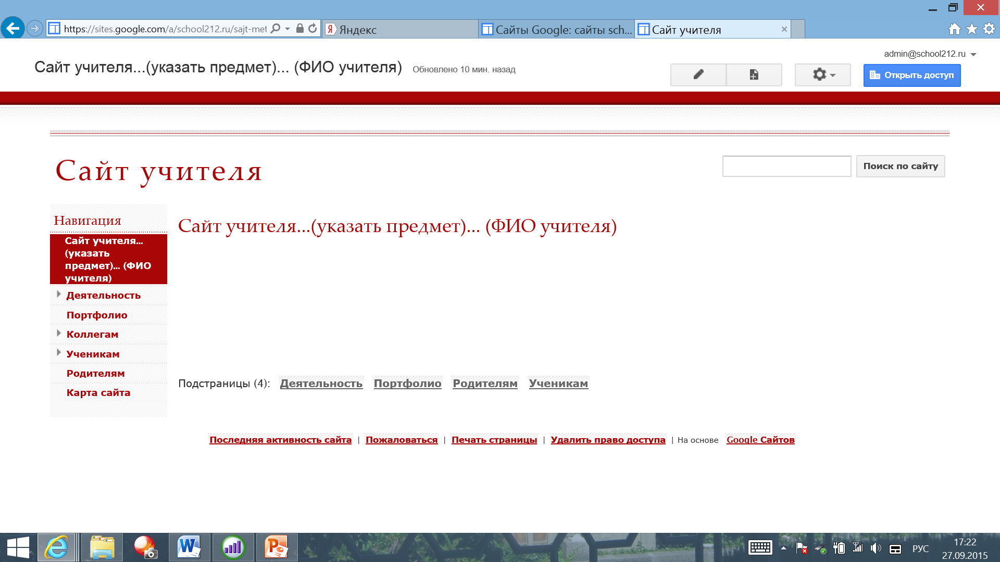 https://sites.google.com/a/school212.ru/sajt-met
Яндекс
Сайты Google: сайты sch...
Сайт учителя
admin@school212.ru
Сайт учителя...(указать предмет)... (ФИО учителя)
Обновлено 10 мин. назад
Открыть доступ
Сайт учителя
Поиск по сайту
Навигация
Сайт учителя...
(указать
предмет)... (ФИО
учителя)
Деятельность
Портфолио
Коллегам
Ученикам
Родителям
Карта сайта
Сайт учителя...(указать предмет)... (ФИО учителя)
Подстраницы (4): Деятельность Портфолио Родителям Ученикам
Последняя активность сайта | Пожаловаться | Печать страницы | Удалить право доступа | На основе Google Сайтов
РУС
17:22
27.09.2015